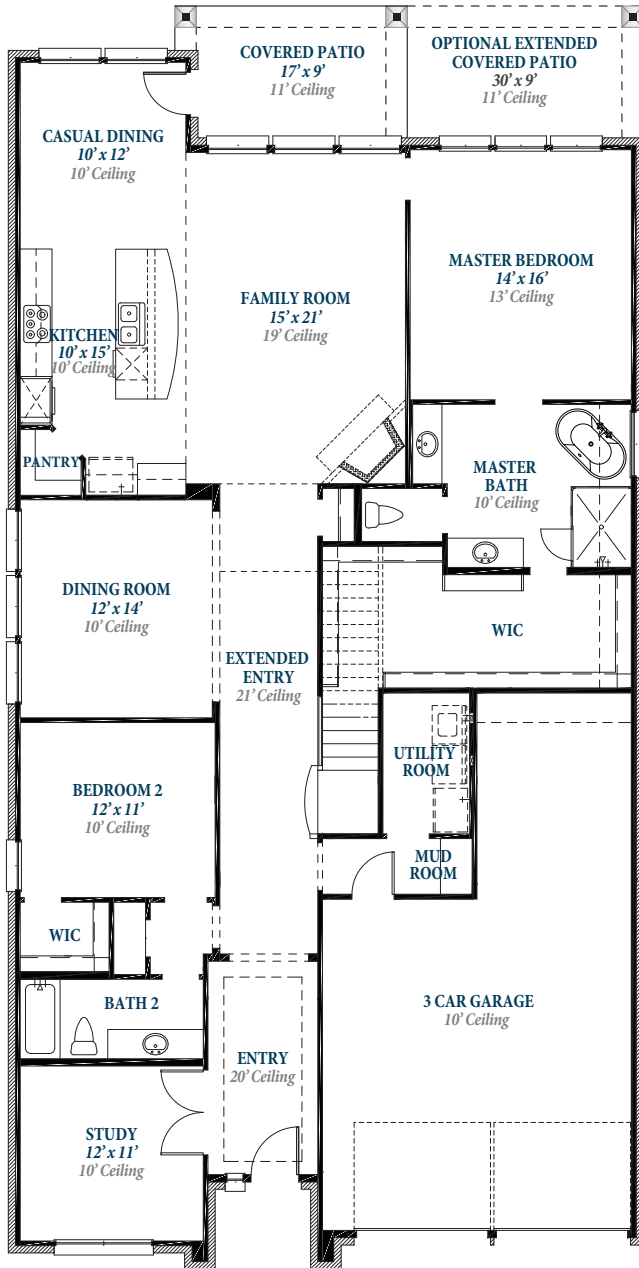 COVERED PATIO
17' x 9'
11' Ceiling
OPTIONAL EXTENDED
COVERED PATIO
30' x 9'
11' Ceiling
CASUAL DINING
10' x 12'
10' Ceiling
MASTER BEDROOM
14' x 16'
13' Ceiling
FAMILY ROOM
15' x 21'
19' Ceiling
KITCHEN
10' x 15'
10' Ceiling
PANTRY
MASTER
BATH
10' Ceiling
DINING ROOM
12' x 14'
10' Ceiling
WIC
EXTENDED
ENTRY
21' Ceiling
UTILITY
ROOM
BEDROOM 2
12' x 11'
10' Ceiling
MUD
ROOM
WIC
BATH 2
3 CAR GARAGE
10' Ceiling
ENTRY
20' Ceiling
STUDY
12' x 11'
10' Ceiling